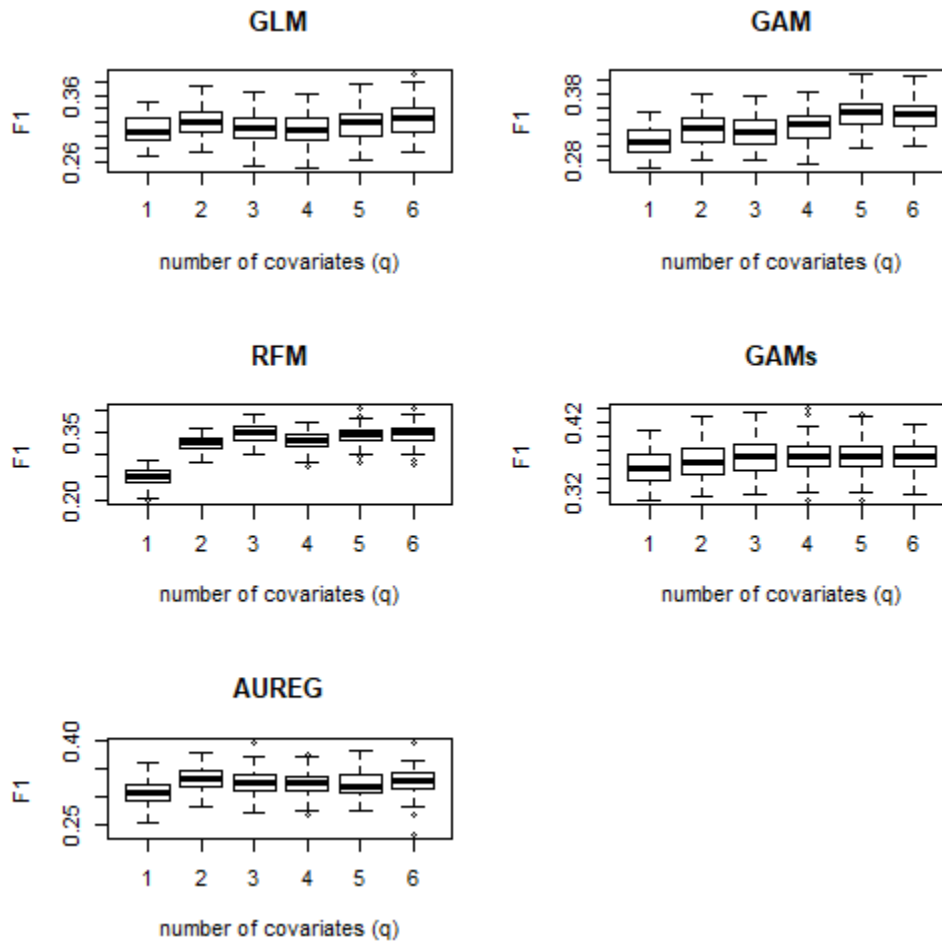 GLM
F1
0.36
0.26
1 2 3 4 5 6
number of covariates (q)
GAM
F1
0.38
0.28
1 2 3 4 5 6
number of covariates (q)
RFM
F1
0.35
0.20
1 2 3 4 5 6
number of covariates (q)
GAMs
F1
0.42
0.32
1 2 3 4 5 6
number of covariates (q)
AUREG
F1
0.40
0.25
1 2 3 4 5 6
number of covariates (q)